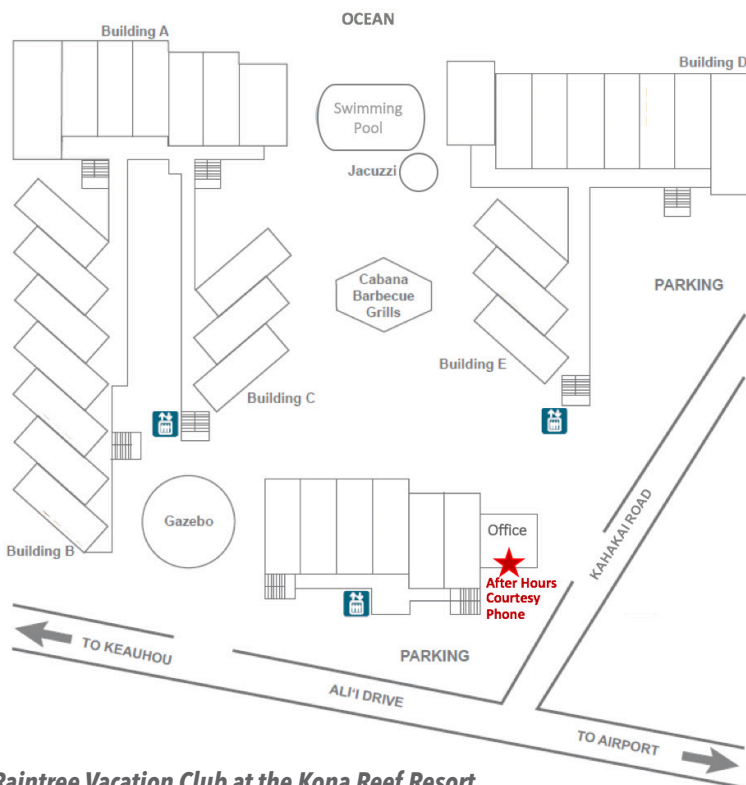 OCEAN
Building A
Building D
Swimming
Pool
Jacuzzi
Cabana
Barbecue
Grills
PARKING
Building E
Building C
KAHAKAI ROAD
Gazebo
Office
Building B
After Hours
Courtesy
Phone
TO KEAUHOU
PARKING
ALI‘I DRIVE
TO AIRPORT
Raintree Vacation Club at the Kona Reef Resort